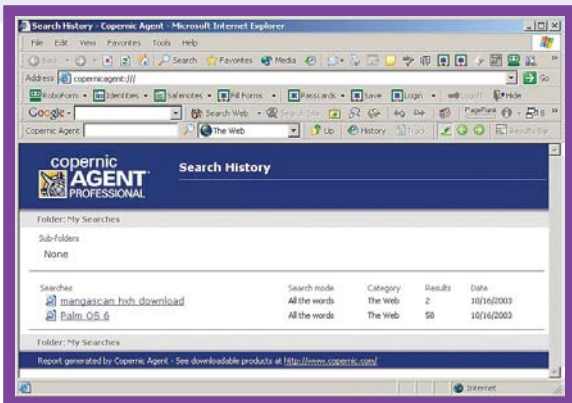 Search History - Copernic Agent - Microsoft Internet Explorer
File Edit View Favorites Tools Help
Search Favorites Media
Address copernicagent:///  Go
RoboForm Identities Safenotes Fill Forms Passcards Save Login Hide
Google Search Web Search Site PageRank
Copernic Agent The Web Up History Track Results Bar
copernic
AGENT
PROFESSIONAL
Search History
Folder: My Searches
Sub-folders
None
Searches Search mode Category Results Date
mangascan hxh download All the words The Web 2 10/16/2003
Palm OS 6 All the words The Web 58 10/16/2003
Folder: My Searches
Report generated by Copernic Agent - See downloadable products at http://www.copernic.com/
Internet